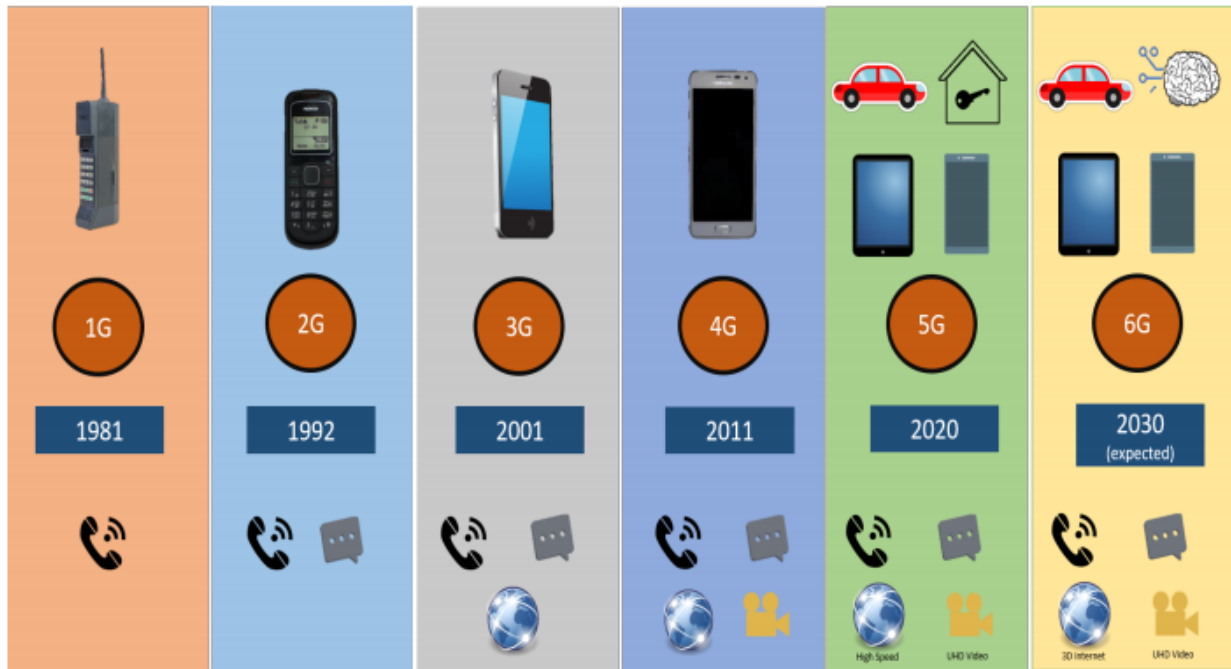 1G
2G
3G
4G
5G
6G
1981
1992
2001
2011
2020
2030
(expected)
High Speed
UHD Video
3D Internet
UHD Video